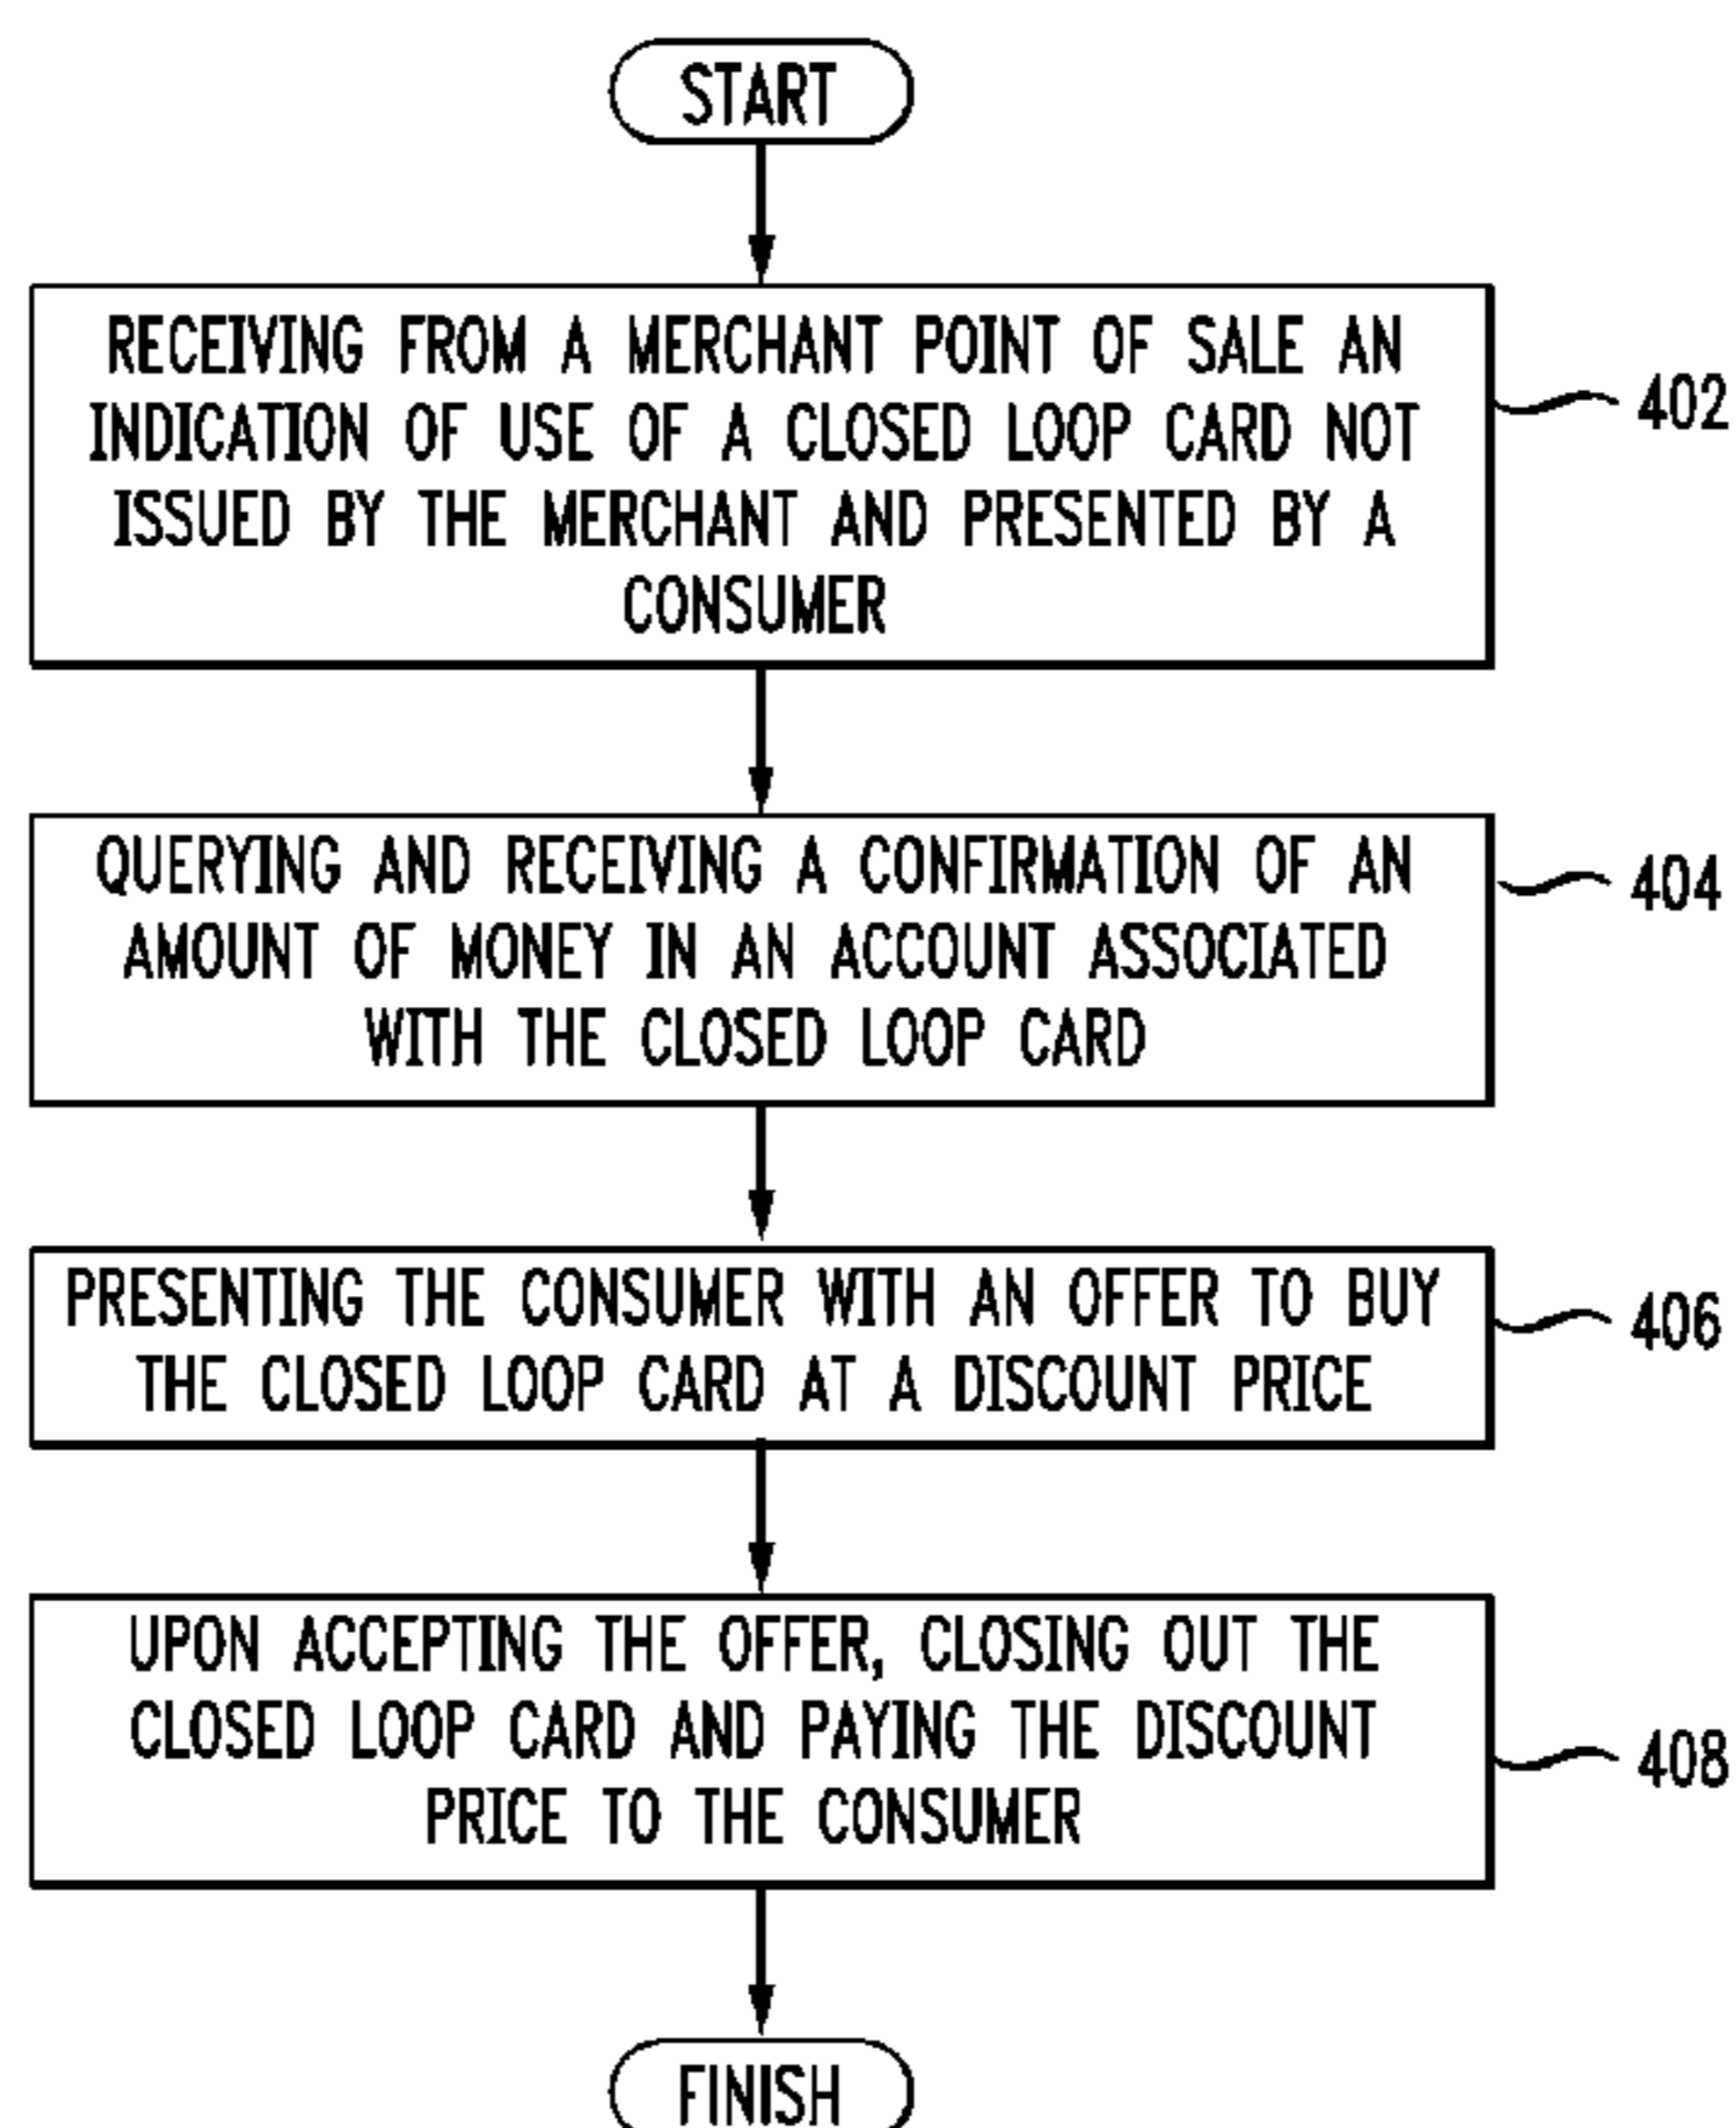 START
RECEIVING FROM A MERCHANT POINT OF SALE AN
INDICATION OF USE OF A CLOSED LOOP CARD NOT
ISSUED BY THE MERCHANT AND PRESENTED BY A
CONSUMER
402
QUERYING AND RECEIVING A CONFIRMATION OF AN
AMOUNT OF MONEY IN AN ACCOUNT ASSOCIATED
WITH THE CLOSED LOOP CARD
404
PRESENTING THE CONSUMER WITH AN OFFER TO BUY
THE CLOSED LOOP CARD AT A DISCOUNT PRICE
406
UPON ACCEPTING THE OFFER, CLOSING OUT THE
CLOSED LOOP CARD AND PAYING THE DISCOUNT
PRICE TO THE CONSUMER
408
FINISH